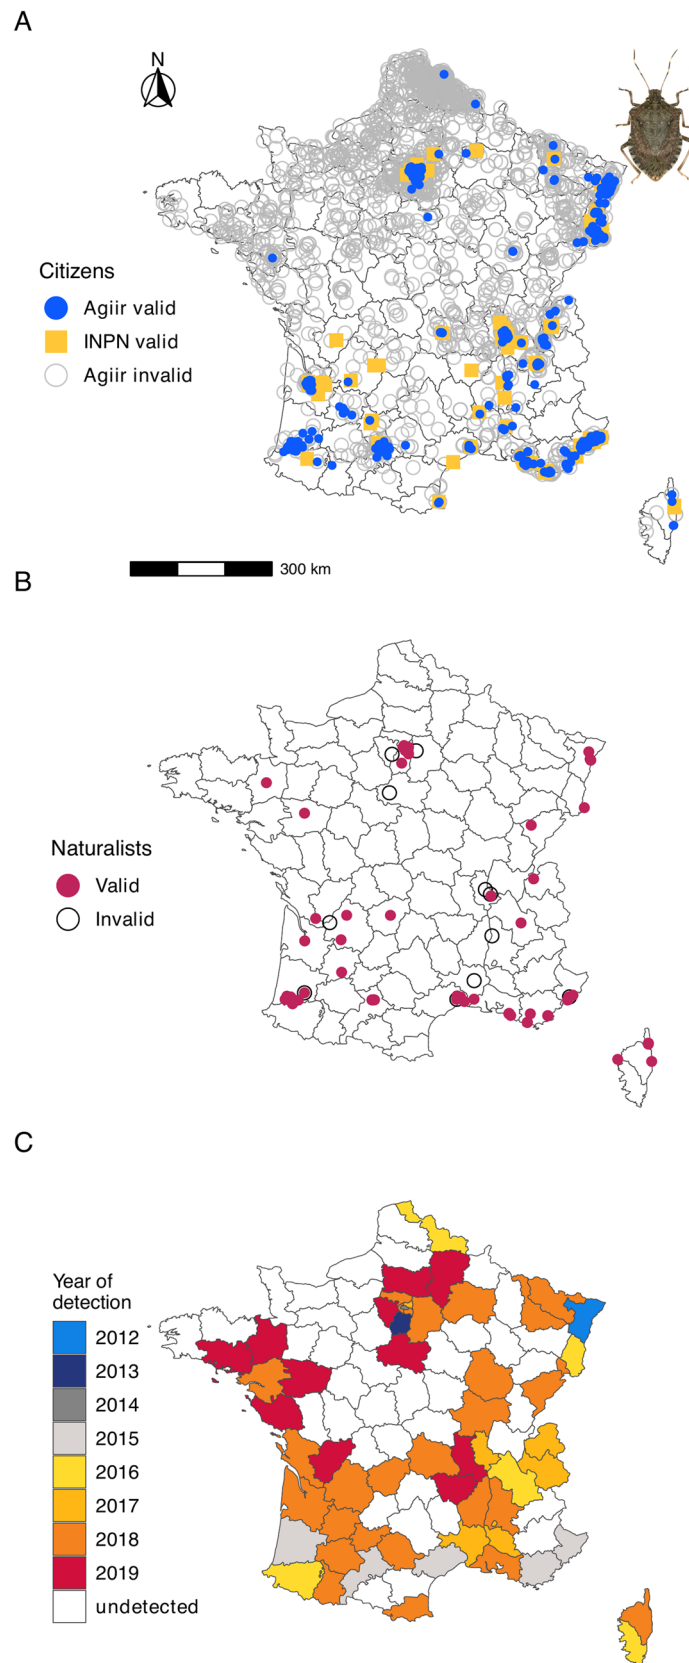 A
N
Citizens
Agiir valid
INPN valid
Agiir invalid
300 km
B
Naturalists
Valid
Invalid
C
Year of
detection
2012
2013
2014
2015
2016
2017
2018
2019
undetected